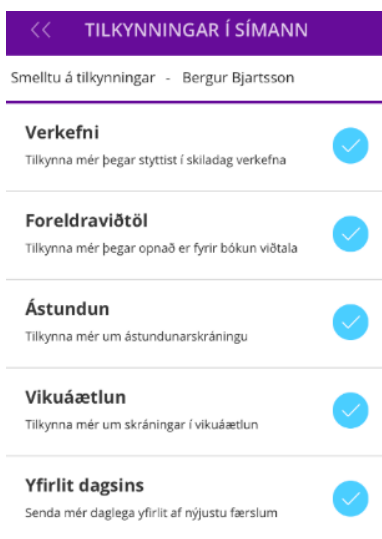 TILKYNNINGAR Í SÍMANN
Smelltu á tilkynningar - Bergur Bjartsson
Verkefni
Tilkynna mér þegar styttist í skiladag verkefna
Foreldraviðtöl
Tilkynna mér þegar opnað er fyrir bókun viðtala
Ástundun
Tilkynna mér um ástundunarskráningu
Vikuáætlun
Tilkynna mér um skráningar í vikuáætlun
Yfirlit dagsins
Senda mér daglega yfirlit af nýjustu færslum